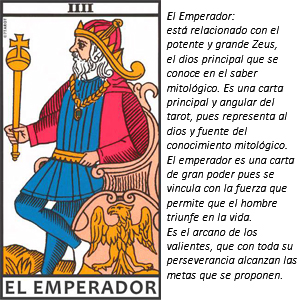 IIII
EL EMPERADOR
El Emperador:
está relacionado con el
potente y grande Zeus,
el dios principal que se
conoce en el saber
mitológico. Es una carta
principal y angular del
tarot, pues representa al
dios y fuente del
conocimiento mitológico.
El emperador es una carta
de gran poder pues se
vincula con la fuerza que
permite que el hombre
triunfe en la vida.
Es el arcano de los
valientes, que con toda su
perseverancia alcanzan las
metas que se proponen.